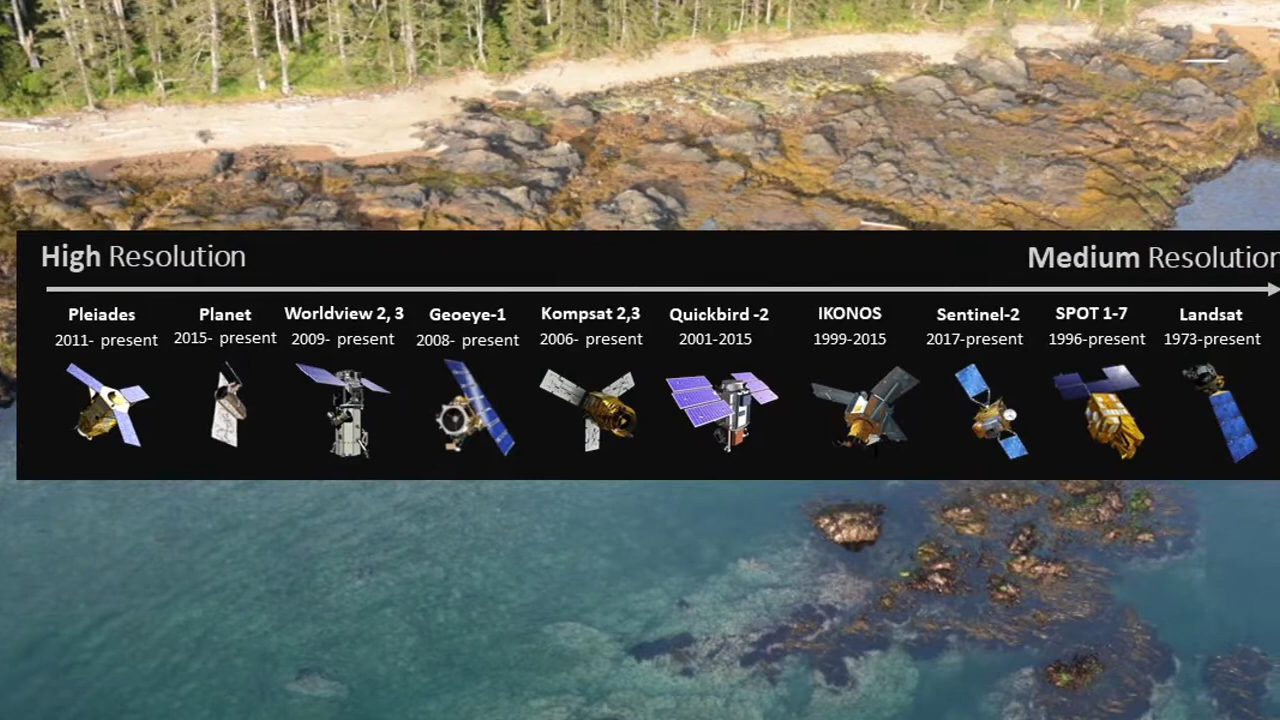 High Resolution
Medium Resolution
Pleiades
2011- present
Planet
2015- present
Worldview 2, 3
2009- present
Geoeye-1
2008- present
Kompsat 2,3
2006- present
Quickbird -2
2001-2015
IKONOS
1999-2015
Sentinel-2
2017-present
SPOT 1-7
1996-present
Landsat
1973-present